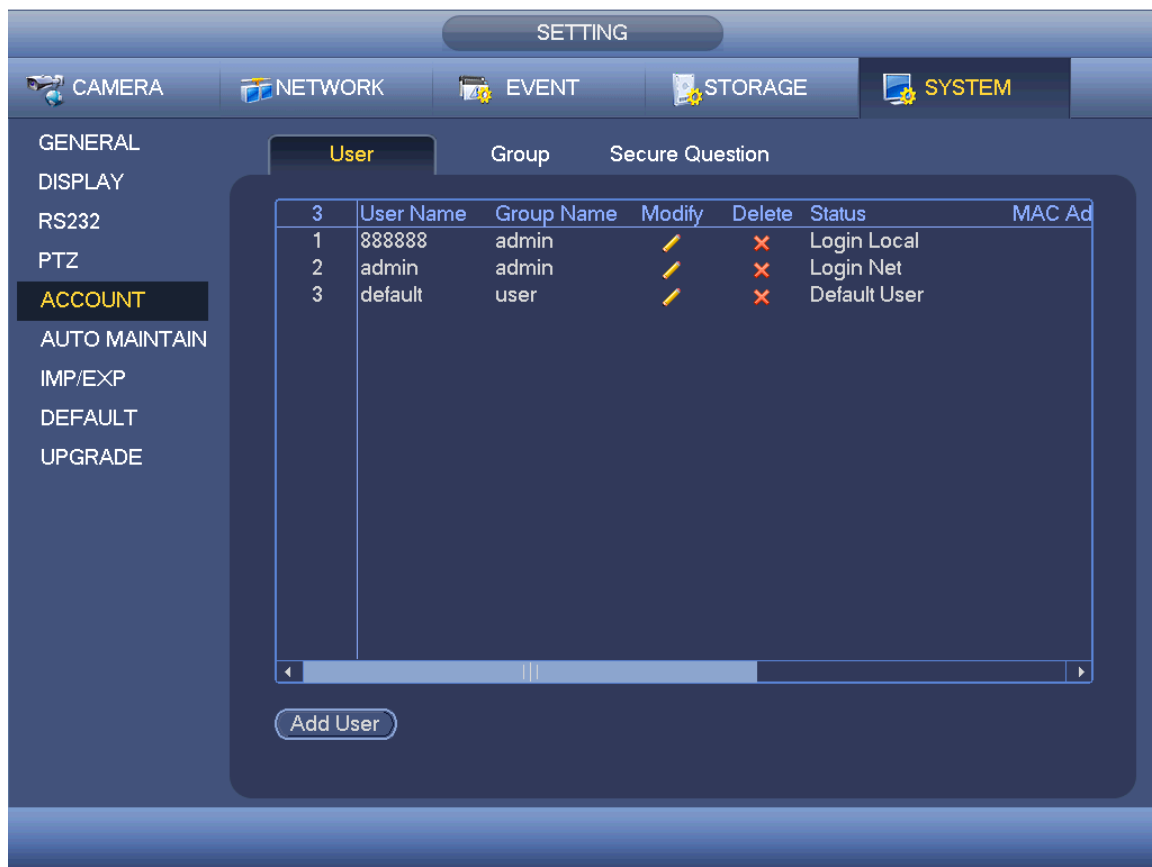 SETTING
CAMERA NETWORK EVENT STORAGE SYSTEM
GENERAL
DISPLAY
RS232
PTZ
ACCOUNT
AUTO MAINTAIN
IMP/EXP
DEFAULT
UPGRADE
User Group Secure Question
3 User Name Group Name Modify Delete Status MAC Ad
1 888888 admin Login Local
2 admin admin Login Net
3 default user Default User
Add User